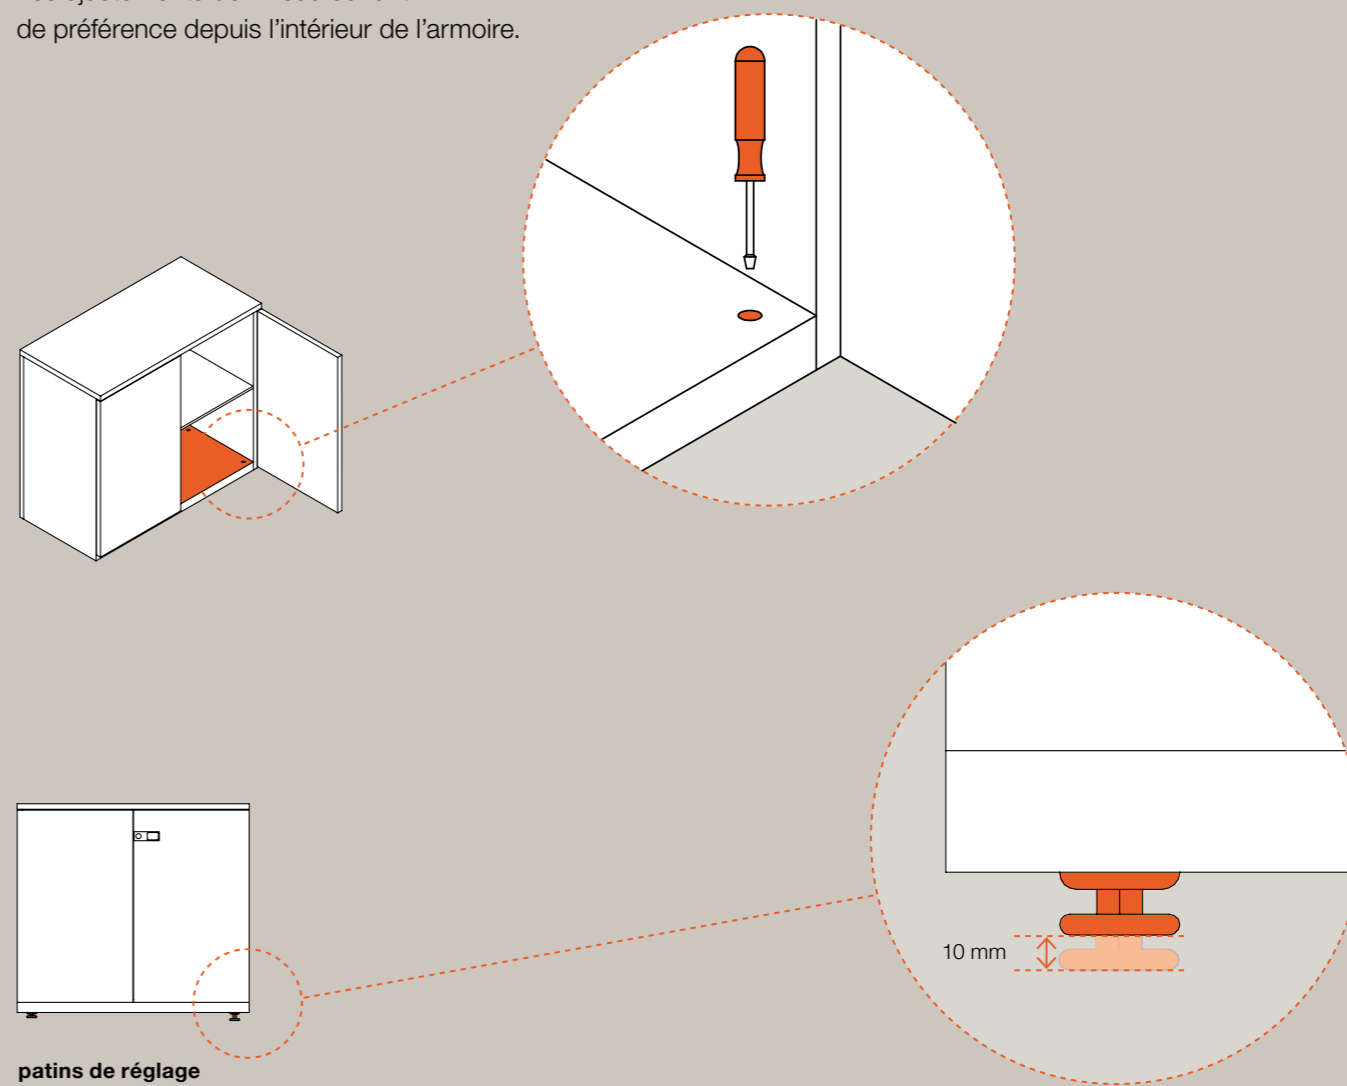 de préférence depuis l’intérieur de l’armoire.
10 mm
patins de réglage